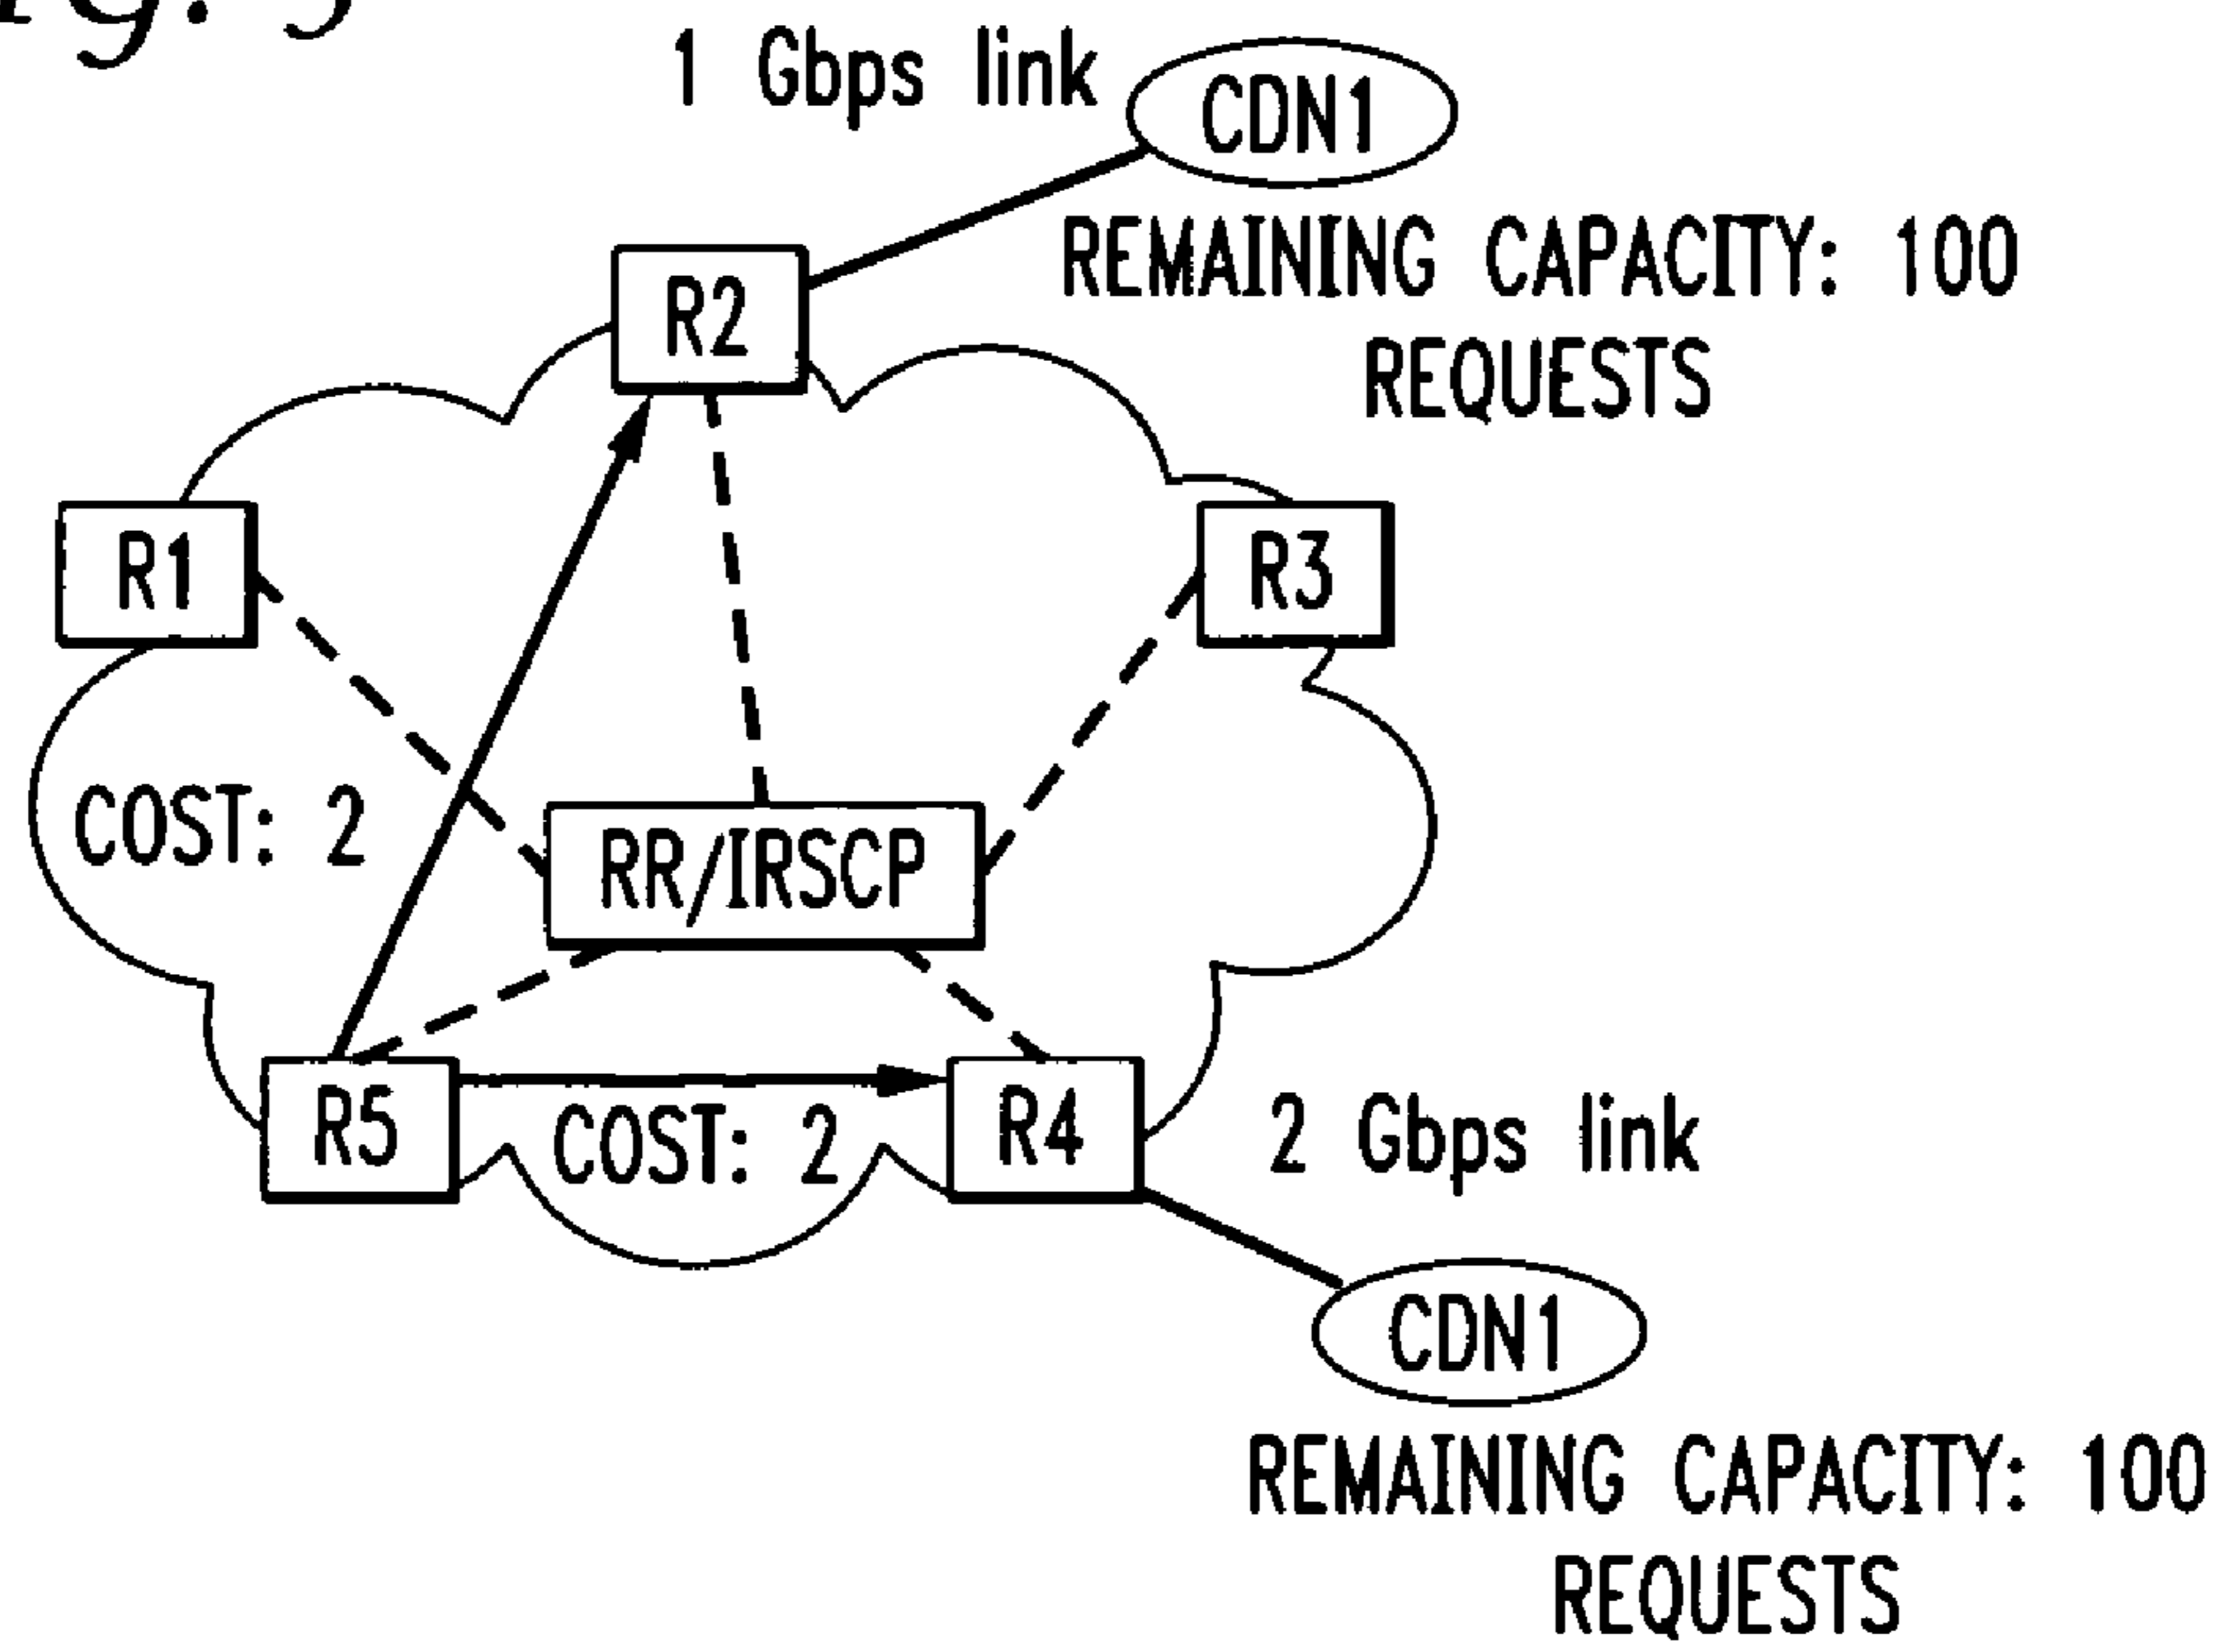 1 Gbps link
CDN1
REMAINING CAPACITY: 100
REQUESTS
R2
R1
R3
COST: 2
RR/IRSCP
R5
COST: 2
R4
2 Gbps link
CDN1
REMAINING CAPACITY: 100
REQUESTS